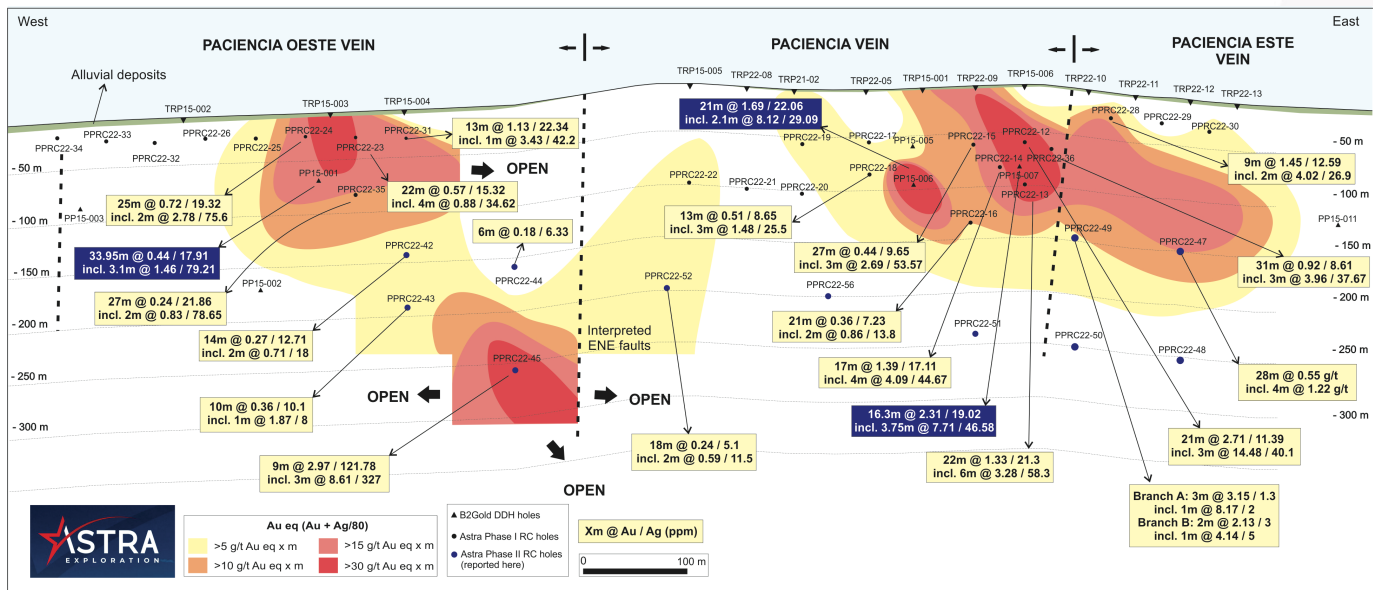 West
East
PACIENCIA OESTE VEIN
PACIENCIA VEIN
PACIENCIA ESTE
VEIN
Alluvial deposits
TRP15-002
TRP15-003
TRP15-004
TRP15-005
TRP22-08
TRP21-02
TRP22-05
TRP15-001
TRP22-09
TRP15-006
TRP22-10
TRP22-11
TRP22-12
TRP22-13
PPRC22-33
PPRC22-34
PPRC22-32
PPRC22-26
PPRC22-25
PPRC22-24
PPRC22-23
PPRC22-31
PP15-001
PPRC22-35
PP15-003
PP15-002
PPRC22-42
PPRC22-43
PPRC22-44
PPRC22-45
PPRC22-22
PPRC22-21
PPRC22-20
PPRC22-19
PPRC22-17
PPRC22-18
PP15-005
PP15-006
PPRC22-15
PPRC22-12
PPRC22-14
PPRC22-36
PP15-007
PPRC22-13
PPRC22-16
PPRC22-28
PPRC22-29
PPRC22-30
PP15-011
PPRC22-49
PPRC22-47
PPRC22-52
PPRC22-56
PPRC22-51
PPRC22-50
PPRC22-48
- 50 m
- 100 m
- 150 m
- 200 m
- 250 m
- 300 m
- 50 m
- 100 m
- 150 m
- 200 m
- 250 m
- 300 m
13m @ 1.13 / 22.34
incl. 1m @ 3.43 / 42.2
OPEN
25m @ 0.72 / 19.32
incl. 2m @ 2.78 / 75.6
22m @ 0.57 / 15.32
incl. 4m @ 0.88 / 34.62
33.95m @ 0.44 / 17.91
incl. 3.1m @ 1.46 / 79.21
6m @ 0.18 / 6.33
27m @ 0.24 / 21.86
incl. 2m @ 0.83 / 78.65
14m @ 0.27 / 12.71
incl. 2m @ 0.71 / 18
10m @ 0.36 / 10.1
incl. 1m @ 1.87 / 8
9m @ 2.97 / 121.78
incl. 3m @ 8.61 / 327
OPEN
OPEN
OPEN
Interpreted
ENE faults
21m @ 1.69 / 22.06
incl. 2.1m @ 8.12 / 29.09
13m @ 0.51 / 8.65
incl. 3m @ 1.48 / 25.5
27m @ 0.44 / 9.65
incl. 3m @ 2.69 / 53.57
21m @ 0.36 / 7.23
incl. 2m @ 0.86 / 13.8
17m @ 1.39 / 17.11
incl. 4m @ 4.09 / 44.67
16.3m @ 2.31 / 19.02
incl. 3.75m @ 7.71 / 46.58
18m @ 0.24 / 5.1
incl. 2m @ 0.59 / 11.5
22m @ 1.33 / 21.3
incl. 6m @ 3.28 / 58.3
9m @ 1.45 / 12.59
incl. 2m @ 4.02 / 26.9
31m @ 0.92 / 8.61
incl. 3m @ 3.96 / 37.67
28m @ 0.55 g/t
incl. 4m @ 1.22 g/t
21m @ 2.71 / 11.39
incl. 3m @ 14.48 / 40.1
Branch A: 3m @ 3.15 / 1.3
incl. 1m @ 8.17 / 2
Branch B: 2m @ 2.13 / 3
incl. 1m @ 4.14 / 5
ASTRA
EXPLORATION
Au eq (Au + Ag/80)
>5 g/t Au eq x m
>15 g/t Au eq x m
>10 g/t Au eq x m
>30 g/t Au eq x m
B2Gold DDH holes
Astra Phase I RC holes
Astra Phase II RC holes
(reported here)
Xm @ Au / Ag (ppm)
0
100 m